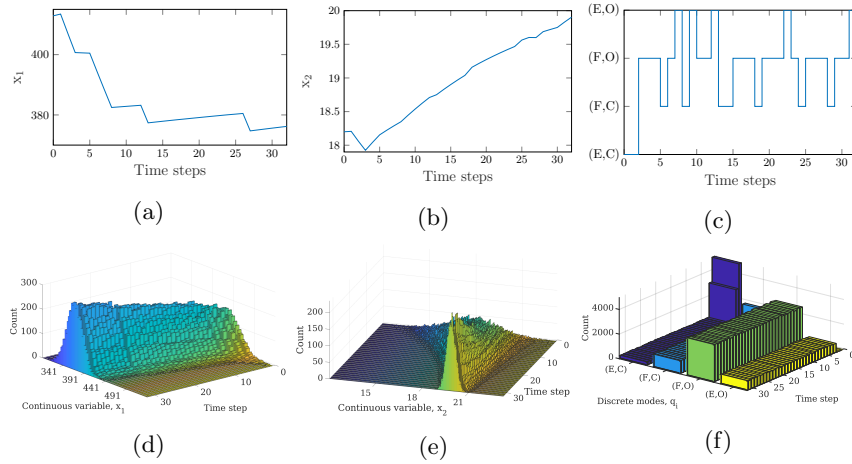 400
380
x1
0 5 10 15 20 25 30
Time steps
(a)
20
19.5
19
18.5
18
x2
0 5 10 15 20 25 30
Time steps
(b)
(E,O)
(F,O)
(F,C)
(E,C)
0 5 10 15 20 25 30
Time steps
(c)
300
200
100
0
Count
341 391 441 491
Continuous variable, x1
30 20 10 0
Time step
(d)
200
150
100
50
0
Count
15 18 21
Continuous variable, x2
30 20 10 0
Time step
(e)
4000
2000
0
Count
(E,C) (F,C) (F,O) (E,O)
Discrete modes, qi
30 25 20 15 10 5 0
Time step
(f)